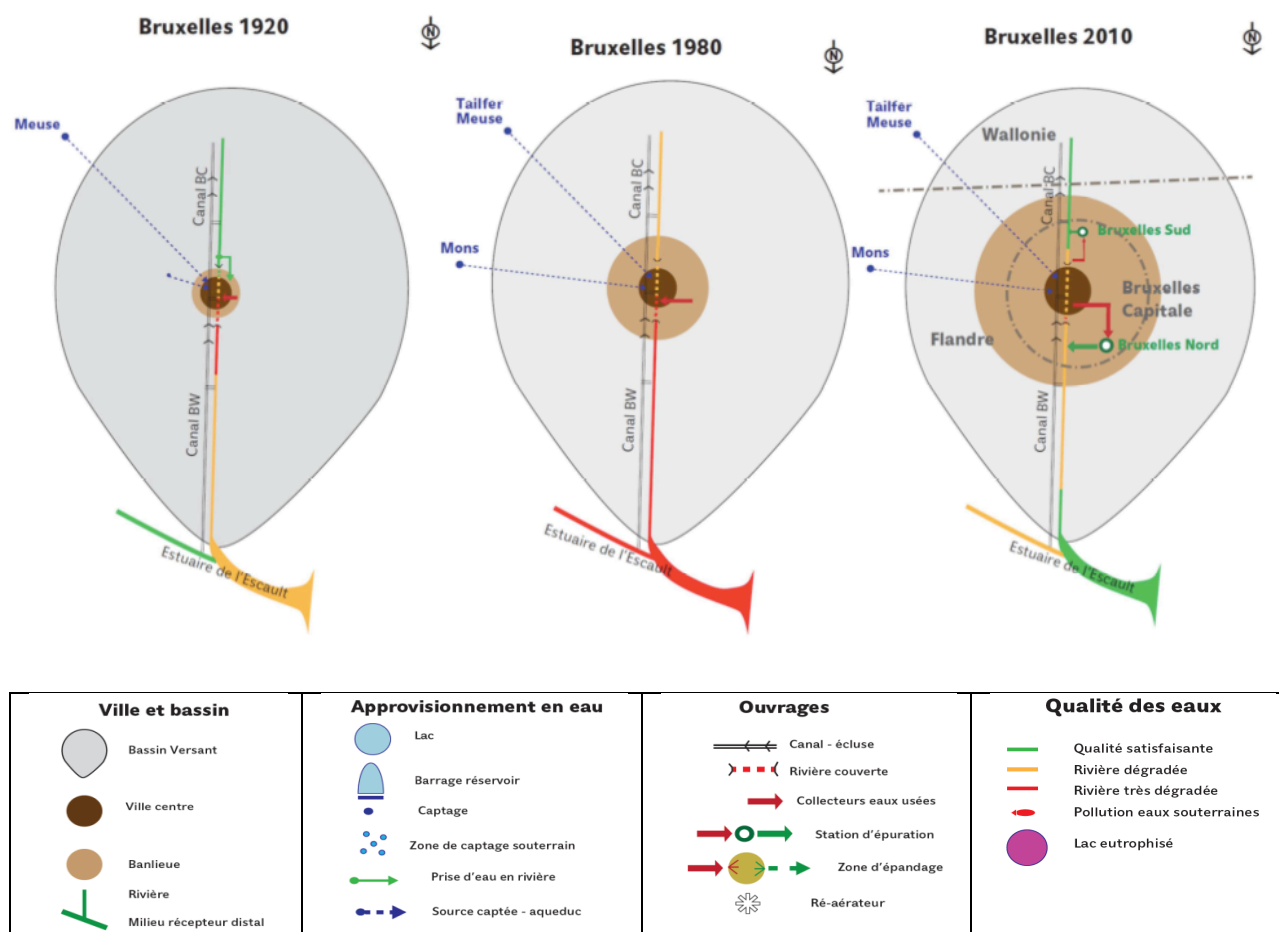 Bruxelles 1920
N
Meuse
Canal BC
Canal BW
Estuaire de l'Escault
Bruxelles 1980
N
Tailfer
Meuse
Mons
Canal BC
Canal BW
Estuaire de l'Escault
Bruxelles 2010
N
Tailfer
Meuse
Wallonie
Canal BC
Mons
Bruxelles Sud
Bruxelles
Capitale
Flandre
Bruxelles Nord
Canal BW
Estuaire de l'Escault
Ville et bassin
Bassin Versant
Ville centre
Banlieue
Rivière
Milieu récepteur distal
Approvisionnement en eau
Lac
Barrage réservoir
Captage
Zone de captage souterrain
Prise d'eau en rivière
Source captée - aqueduc
Ouvrages
Canal - écluse
Rivière couverte
Collecteurs eaux usées
Station d'épuration
Zone d'épandage
Ré-aérateur
Qualité des eaux
Qualité satisfaisante
Rivière dégradée
Rivière très dégradée
Pollution eaux souterraines
Lac eutrophisé